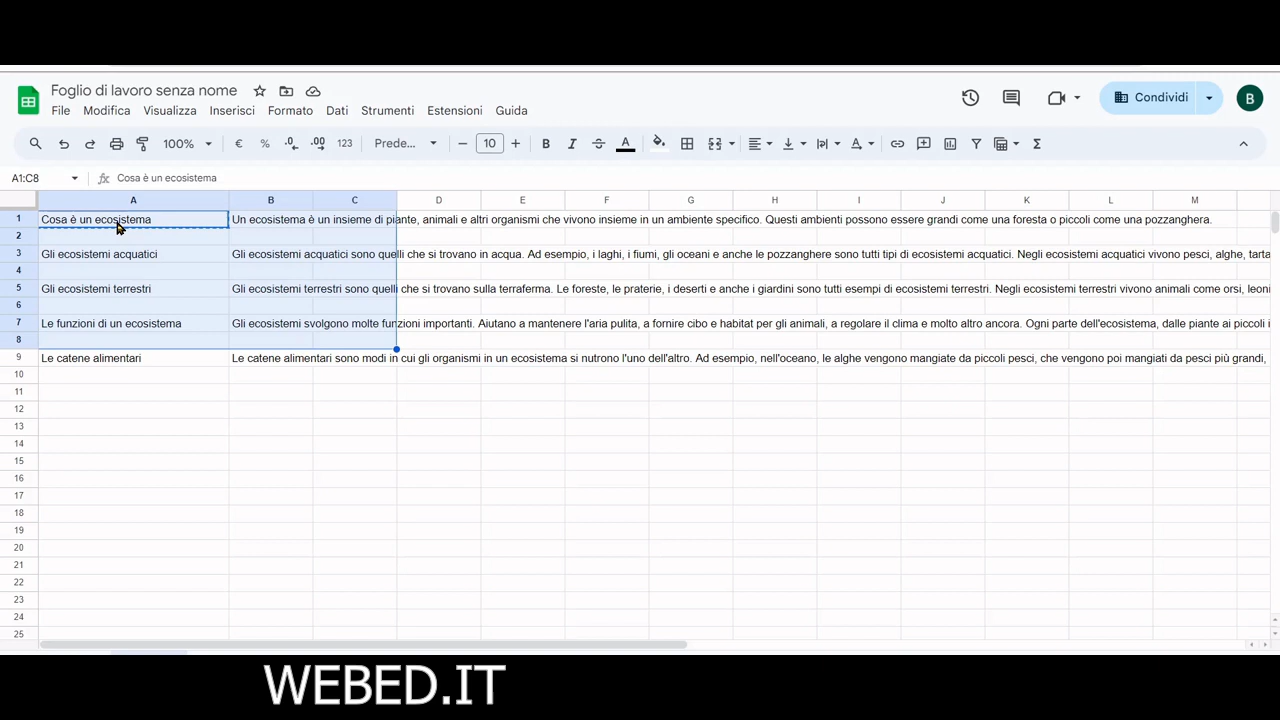 Foglio di lavoro senza nome
File Modifica Visualizza Inserisci Formato Dati Strumenti Estensioni Guida
Condividi
B
100% € % .0 .00 123 Prede... 10 B I S A A Σ
A1:C8 fx Cosa è un ecosistema
A B C D E F G H I J K L M
1 Cosa è un ecosistema Un ecosistema è un insieme di piante, animali e altri organismi che vivono insieme in un ambiente specifico. Questi ambienti possono essere grandi come una foresta o piccoli come una pozzanghera.
2
3 Gli ecosistemi acquatici Gli ecosistemi acquatici sono quelli che si trovano in acqua. Ad esempio, i laghi, i fiumi, gli oceani e anche le pozzanghere sono tutti tipi di ecosistemi acquatici. Negli ecosistemi acquatici vivono pesci, alghe, tarta
4
5 Gli ecosistemi terrestri Gli ecosistemi terrestri sono quelli che si trovano sulla terraferma. Le foreste, le praterie, i deserti e anche i giardini sono tutti esempi di ecosistemi terrestri. Negli ecosistemi terrestri vivono animali come orsi, leoni
6
7 Le funzioni di un ecosistema Gli ecosistemi svolgono molte funzioni importanti. Aiutano a mantenere l'aria pulita, a fornire cibo e habitat per gli animali, a regolare il clima e molto altro ancora. Ogni parte dell'ecosistema, dalle piante ai piccoli i
8
9 Le catene alimentari Le catene alimentari sono modi in cui gli organismi in un ecosistema si nutrono l'uno dell'altro. Ad esempio, nell'oceano, le alghe vengono mangiate da piccoli pesci, che vengono poi mangiati da pesci più grandi,
10
11
12
13
14
15
16
17
18
19
20
21
22
23
24
25
WEBED.IT